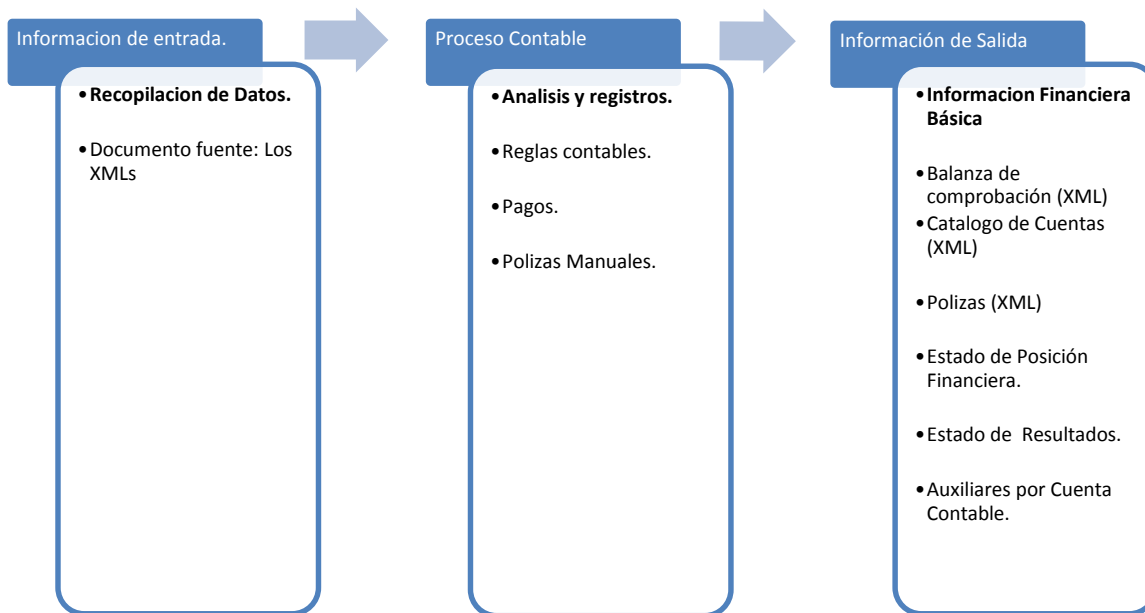 Informacion de entrada.
•Recopilacion de Datos.
•Documento fuente: Los
XMLs
Proceso Contable
•Analisis y registros.
•Reglas contables.
•Pagos.
•Polizas Manuales.
Información de Salida
•Informacion Financiera
Básica
•Balanza de
comprobación (XML)
•Catalogo de Cuentas
(XML)
•Polizas (XML)
•Estado de Posición
Financiera.
•Estado de  Resultados.
•Auxiliares por Cuenta
Contable.